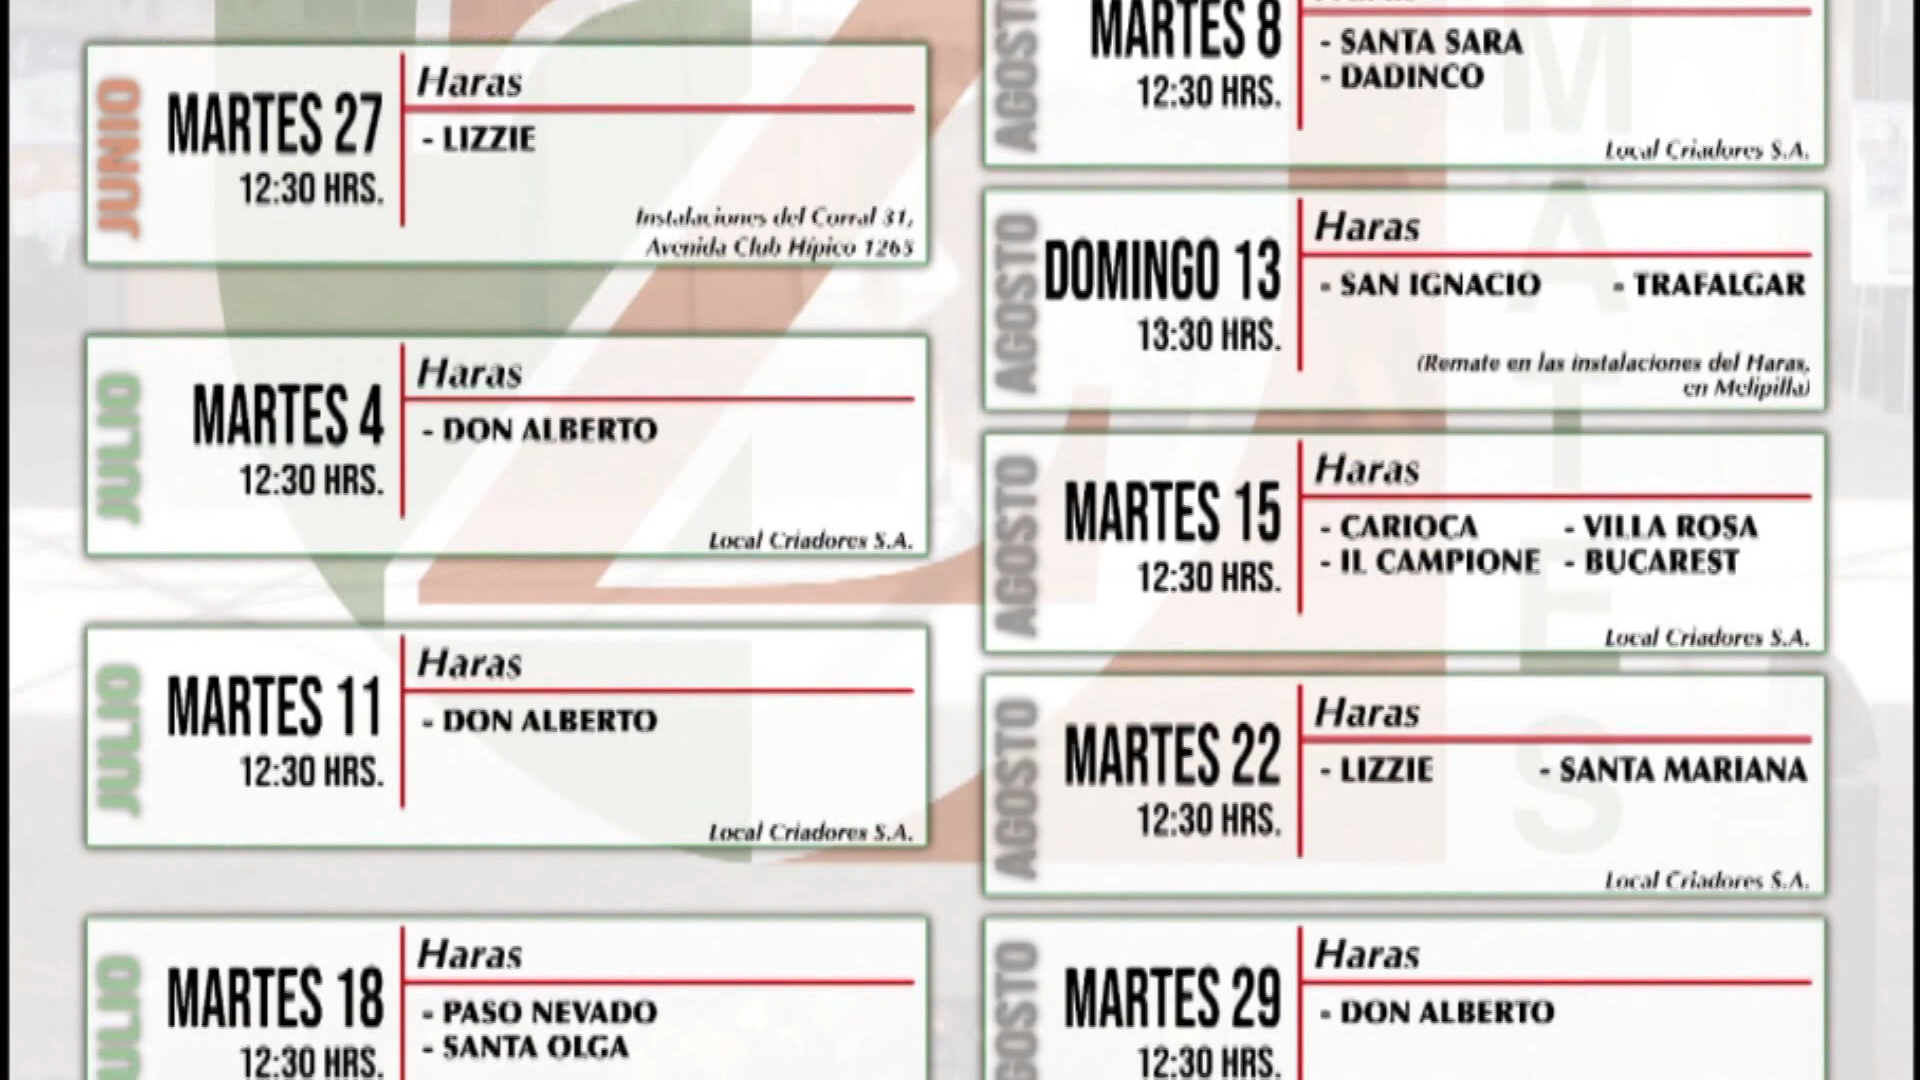 JUNIO
MARTES 27
12:30 HRS.
Haras
- LIZZIE
Instalaciones del Corral 31,
Avenida Club Hípico 1265
JULIO
MARTES 4
12:30 HRS.
Haras
- DON ALBERTO
Local Criadores S.A.
JULIO
MARTES 11
12:30 HRS.
Haras
- DON ALBERTO
Local Criadores S.A.
JULIO
MARTES 18
12:30 HRS.
Haras
- PASO NEVADO
- SANTA OLGA
AGOSTO
MARTES 8
12:30 HRS.
- SANTA SARA
- DADINCO
Local Criadores S.A.
AGOSTO
DOMINGO 13
13:30 HRS.
Haras
- SAN IGNACIO - TRAFALGAR
(Remate en las instalaciones del Haras,
en Melipilla)
AGOSTO
MARTES 15
12:30 HRS.
Haras
- CARIOCA - VILLA ROSA
- IL CAMPIONE - BUCAREST
Local Criadores S.A.
AGOSTO
MARTES 22
12:30 HRS.
Haras
- LIZZIE - SANTA MARIANA
Local Criadores S.A.
AGOSTO
MARTES 29
12:30 HRS.
Haras
- DON ALBERTO